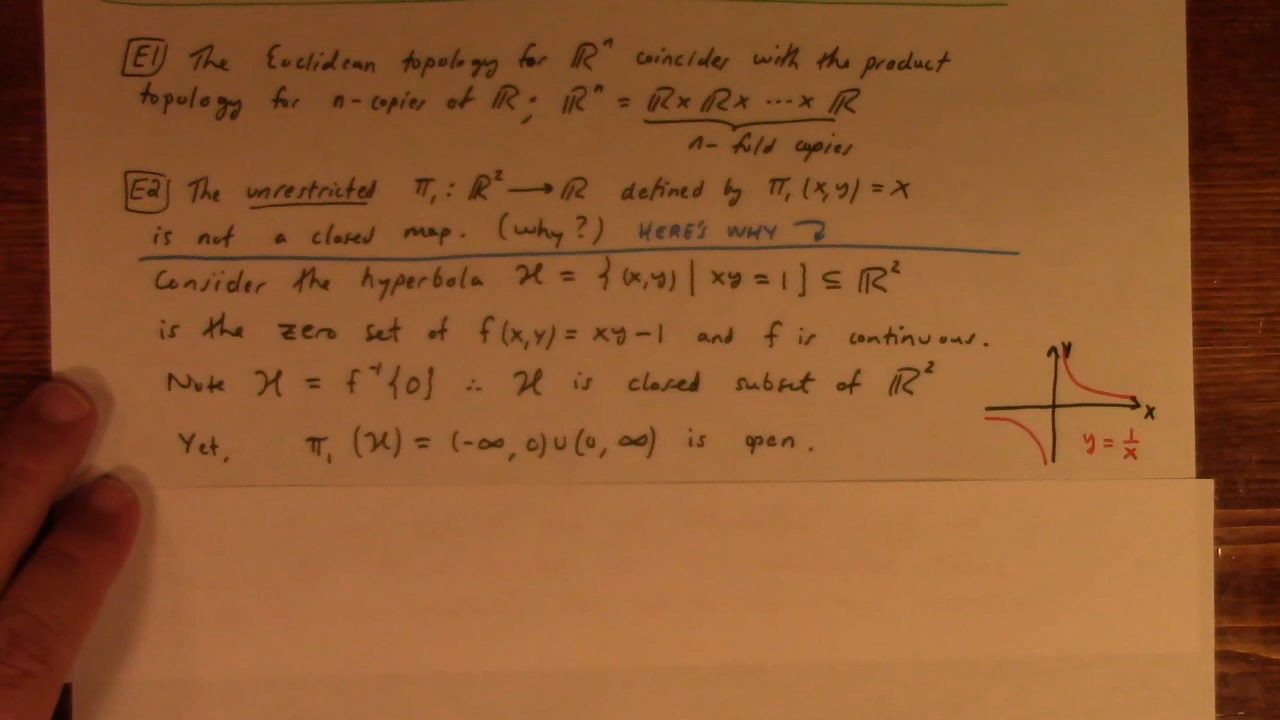 E1 The Euclidean topology for ℝⁿ coincides with the product
topology for n-copies of ℝ; ℝⁿ = ℝ × ℝ × ⋯ × ℝ
n-fold copies
E2 The unrestricted π₁ : ℝ² → ℝ defined by π₁(x,y) = x
is not a closed map. (why?) HERE'S WHY
Consider the hyperbola ℋ = {(x,y) | xy = 1} ⊆ ℝ²
is the zero set of f(x,y) = xy-1 and f is continuous.
Note ℋ = f⁻¹{0} ∴ ℋ is closed subset of ℝ²
Yet, π₁(ℋ) = (-∞, 0) ∪ (0, ∞) is open.
y
x
y = 1/x